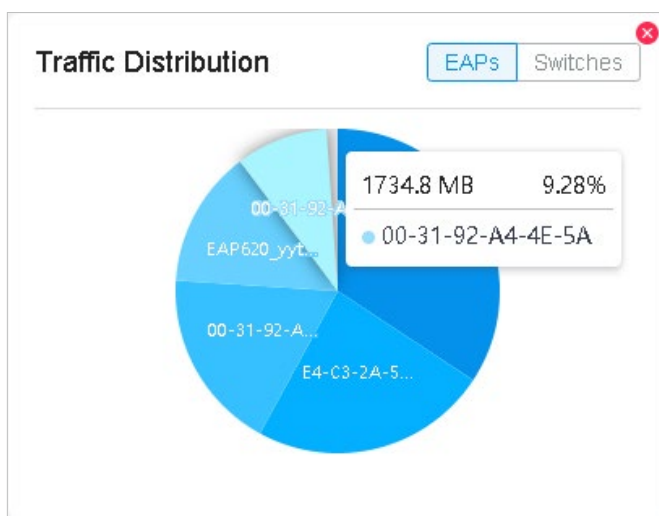 Traffic Distribution
EAPs
Switches
1734.8 MB 9.28%
00-31-92-A4-4E-5A
00-31-92-A
EAP620_yyt...
00-31-92-A...
E4-C3-2A-5...